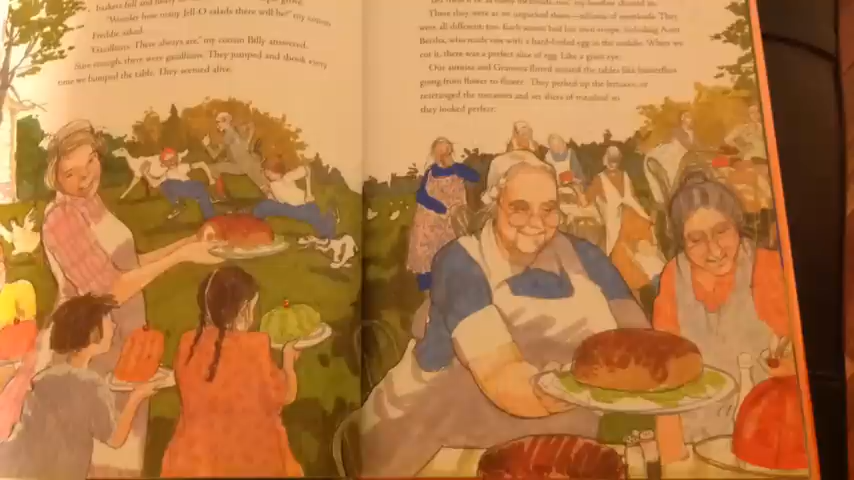 "Wonder how many Jell-O salads there will be?" my cousin
Freddie asked.
"Gazillions. There always are," my cousin Billy answered.
Sure enough, there were gazillions. They jumped and shook every
time we bumped the table. They seemed alive.
There they were as we unpacked them—zillions of meatloafs. They
were all different, too. Each aunt had her own recipe, including Aunt
Bertha, who made one with a hard-boiled egg in the middle. When we
cut it, there was a perfect slice of egg. Like a giant eye.
Our aunties and Gramma flitted around the tables like butterflies
going from flower to flower. They perked up the lettuce, or
rearranged the tomatoes and set slices of meatloaf so
they looked perfect.